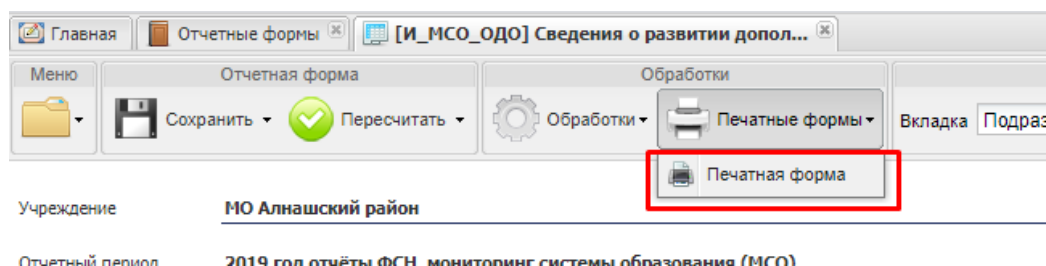 Главная Отчетные формы [И_МСО_ОДО] Сведения о развитии допол...
Меню Отчетная форма Обработки
Сохранить Пересчитать Обработки Печатные формы Вкладка Подраз
Печатная форма
Учреждение МО Алнашский район
Отчетный период 2019 год отчёты ФСН, мониторинг системы образования (МСО)